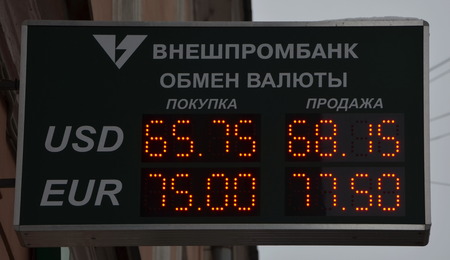 ВНЕШПРОМБАНК
ОБМЕН ВАЛЮТЫ
ПОКУПКА ПРОДАЖА
USD 65.75 68.15
EUR 75.00 77.50